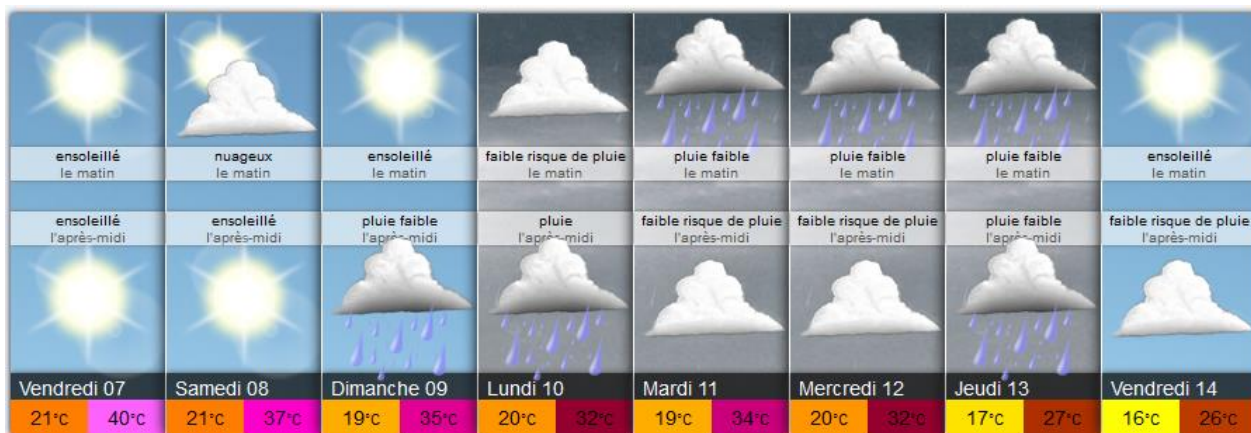 ensoleillé nuageux ensoleillé faible risque de pluie pluie faible pluie faible pluie faible ensoleillé
le matin le matin le matin le matin le matin le matin le matin le matin
ensoleillé ensoleillé pluie faible pluie faible risque de pluie faible risque de pluie pluie faible faible risque de pluie
l'après-midi l'après-midi l'après-midi l'après-midi l'après-midi l'après-midi l'après-midi l'après-midi
Vendredi 07 Samedi 08 Dimanche 09 Lundi 10 Mardi 11 Mercredi 12 Jeudi 13 Vendredi 14
21°C 40°C 21°C 37°C 19°C 35°C 20°C 32°C 19°C 34°C 20°C 32°C 17°C 27°C 16°C 26°C